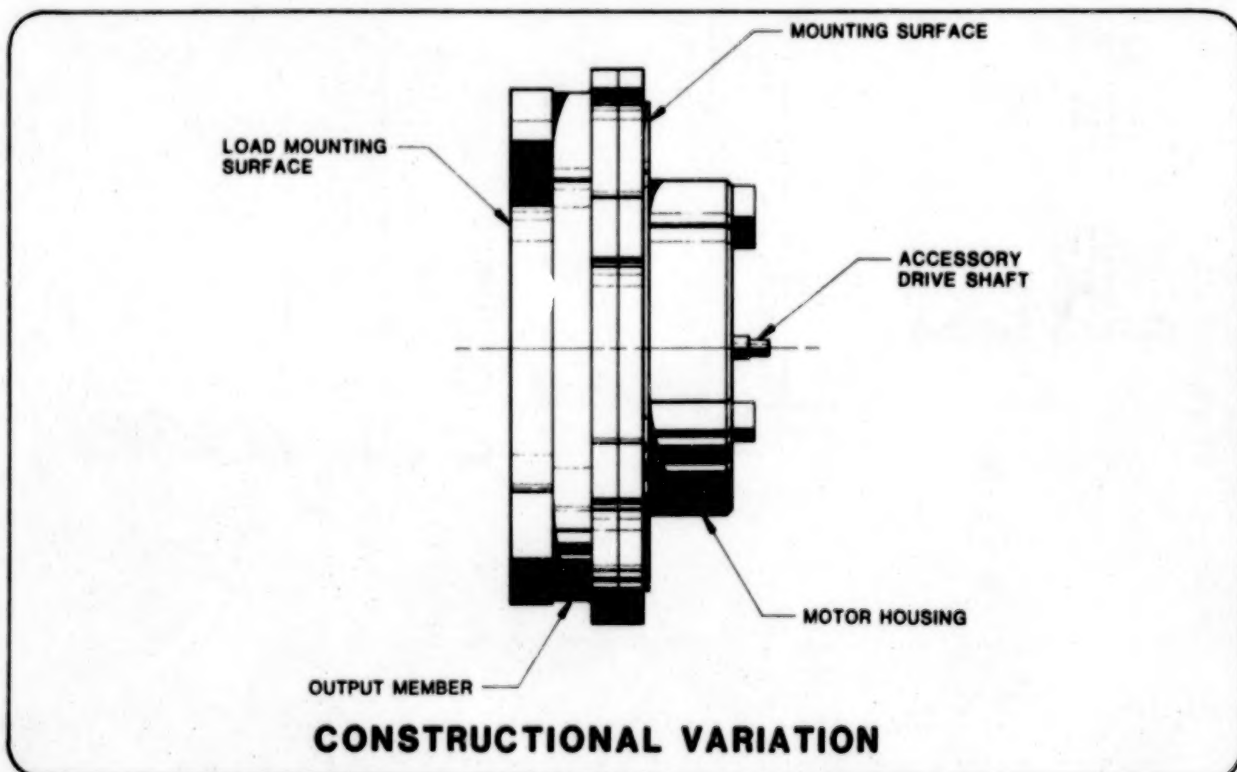 MOUNTING SURFACE
LOAD MOUNTING
SURFACE
ACCESSORY
DRIVE SHAFT
MOTOR HOUSING
OUTPUT MEMBER
CONSTRUCTIONAL VARIATION